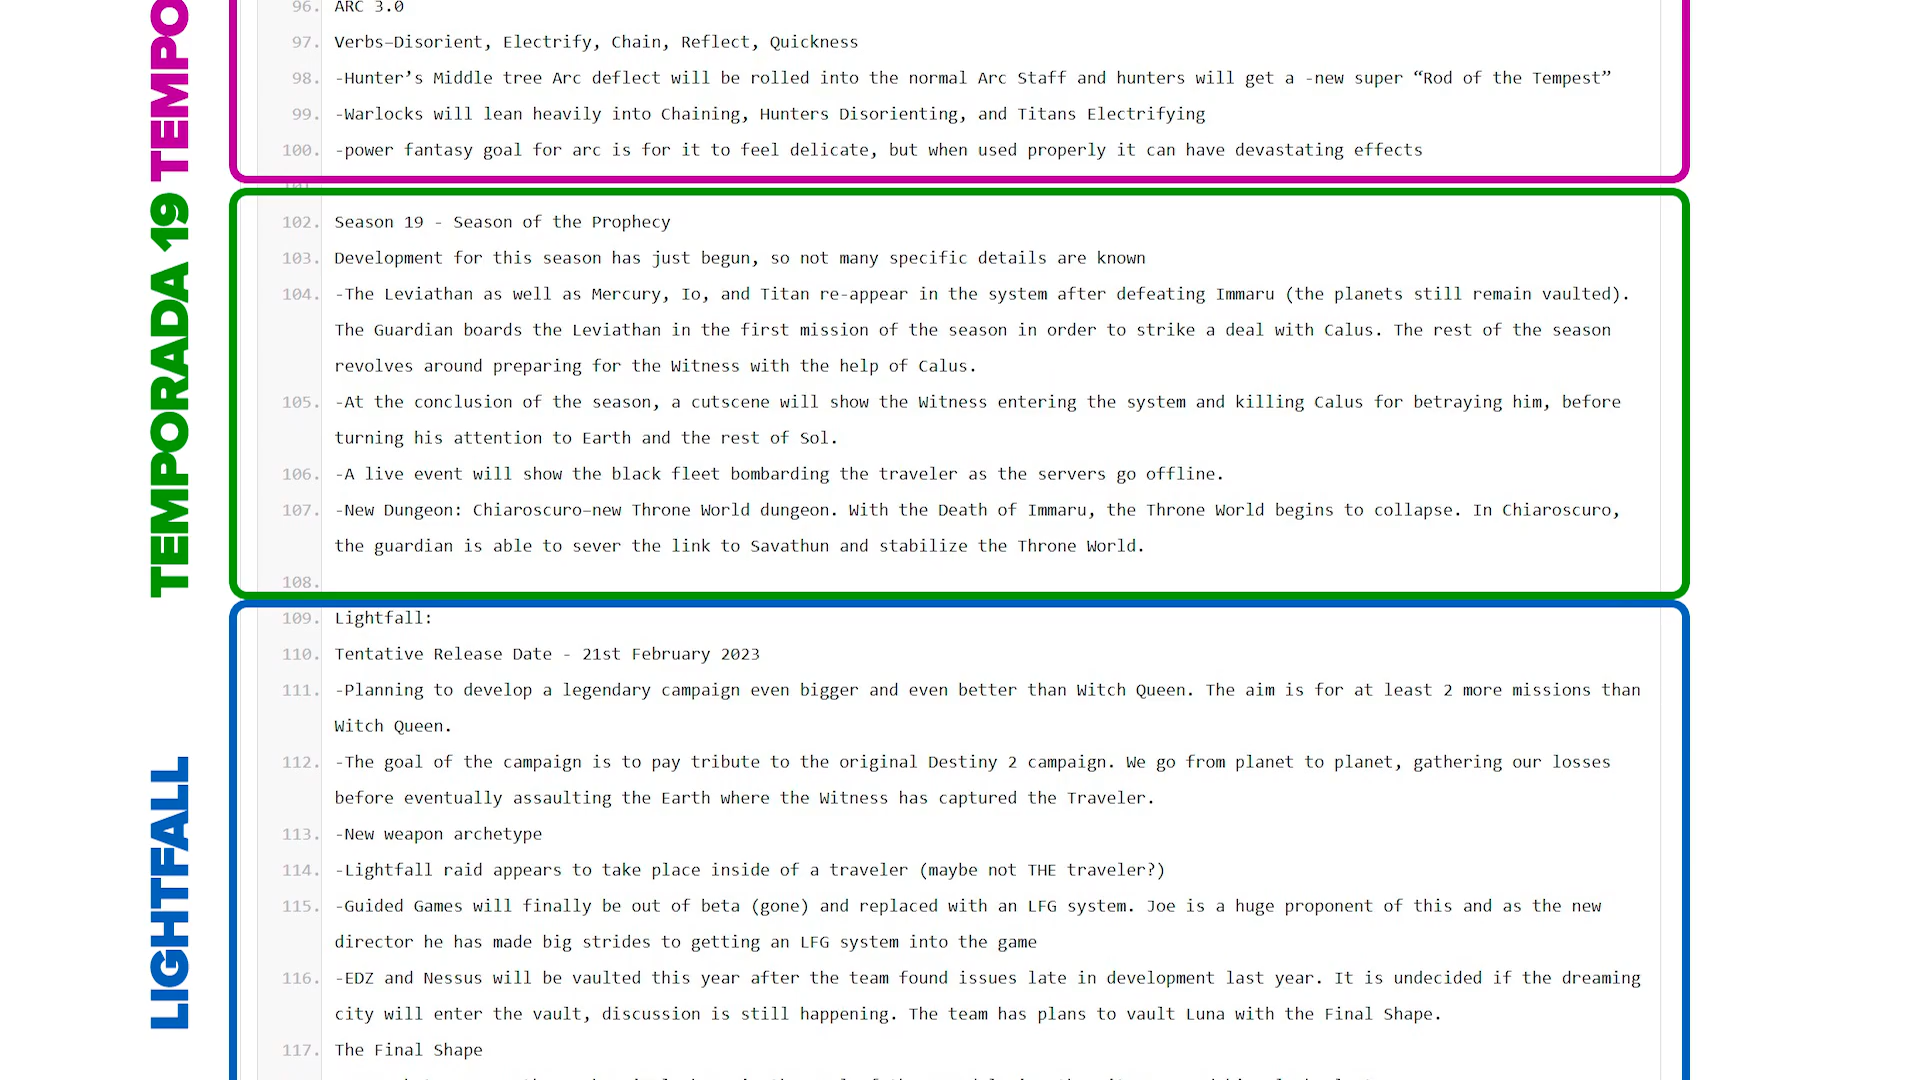 TEMPO
TEMPORADA 19
LIGHTFALL
96. ARC 3.0
97. Verbs–Disorient, Electrify, Chain, Reflect, Quickness
98. -Hunter’s Middle tree Arc deflect will be rolled into the normal Arc Staff and hunters will get a -new super “Rod of the Tempest”
99. -Warlocks will lean heavily into Chaining, Hunters Disorienting, and Titans Electrifying
100. -power fantasy goal for arc is for it to feel delicate, but when used properly it can have devastating effects
101.
102. Season 19 - Season of the Prophecy
103. Development for this season has just begun, so not many specific details are known
104. -The Leviathan as well as Mercury, Io, and Titan re-appear in the system after defeating Immaru (the planets still remain vaulted).
The Guardian boards the Leviathan in the first mission of the season in order to strike a deal with Calus. The rest of the season
revolves around preparing for the Witness with the help of Calus.
105. -At the conclusion of the season, a cutscene will show the Witness entering the system and killing Calus for betraying him, before
turning his attention to Earth and the rest of Sol.
106. -A live event will show the black fleet bombarding the traveler as the servers go offline.
107. -New Dungeon: Chiaroscuro–new Throne World dungeon. With the Death of Immaru, the Throne World begins to collapse. In Chiaroscuro,
the guardian is able to sever the link to Savathun and stabilize the Throne World.
108.
109. Lightfall:
110. Tentative Release Date - 21st February 2023
111. -Planning to develop a legendary campaign even bigger and even better than Witch Queen. The aim is for at least 2 more missions than
Witch Queen.
112. -The goal of the campaign is to pay tribute to the original Destiny 2 campaign. We go from planet to planet, gathering our losses
before eventually assaulting the Earth where the Witness has captured the Traveler.
113. -New weapon archetype
114. -Lightfall raid appears to take place inside of a traveler (maybe not THE traveler?)
115. -Guided Games will finally be out of beta (gone) and replaced with an LFG system. Joe is a huge proponent of this and as the new
director he has made big strides to getting an LFG system into the game
116. -EDZ and Nessus will be vaulted this year after the team found issues late in development last year. It is undecided if the dreaming
city will enter the vault, discussion is still happening. The team has plans to vault Luna with the Final Shape.
117. The Final Shape